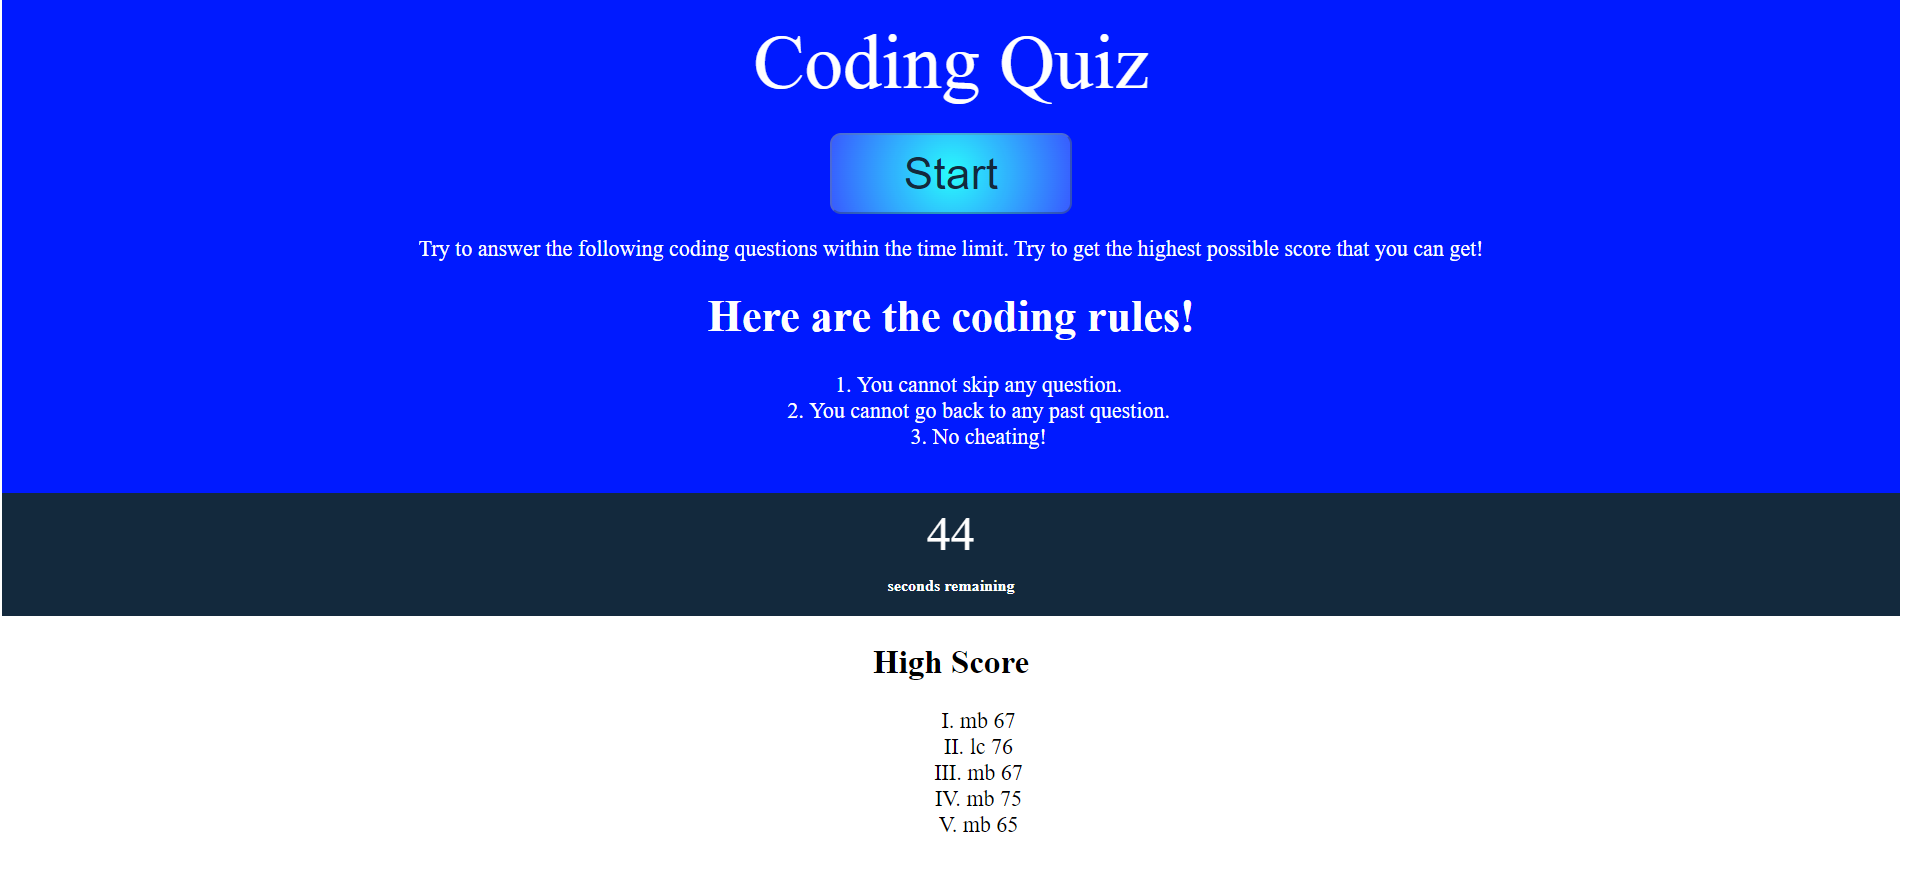 Coding Quiz
Start
Try to answer the following coding questions within the time limit. Try to get the highest possible score that you can get!
Here are the coding rules!
1. You cannot skip any question.
2. You cannot go back to any past question.
3. No cheating!
44
seconds remaining
High Score
I. mb 67
II. lc 76
III. mb 67
IV. mb 75
V. mb 65